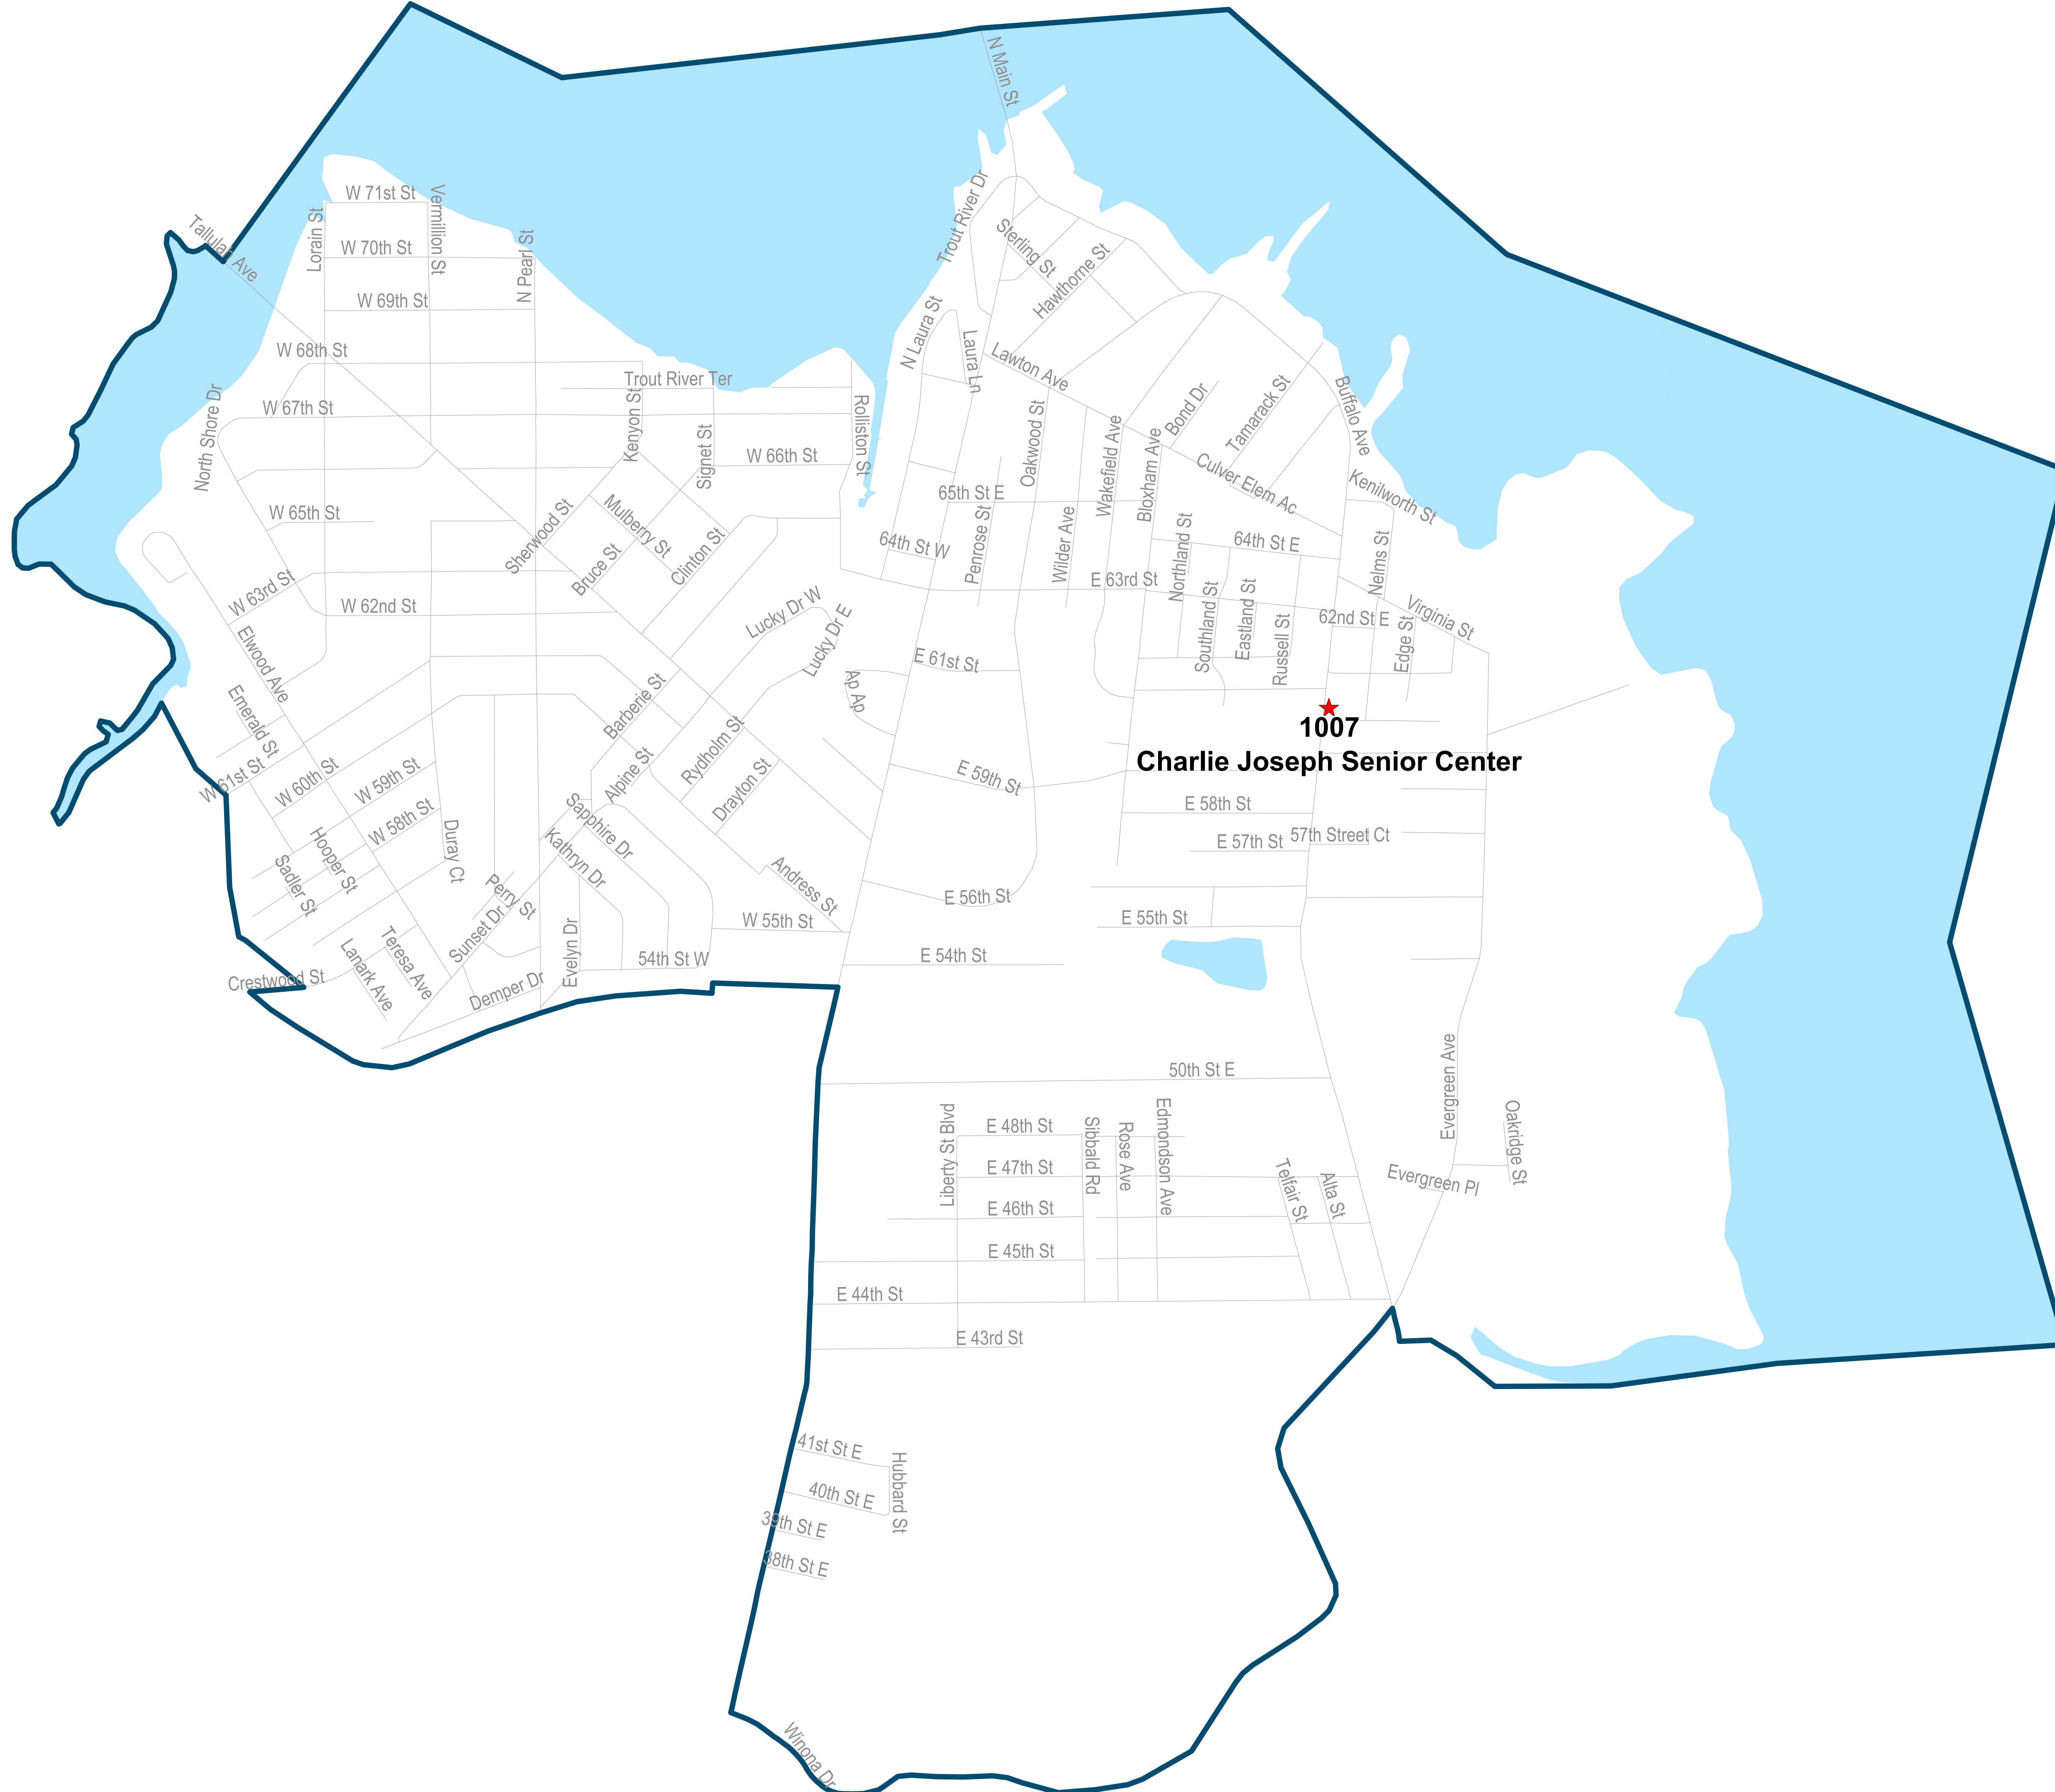 N Main St
W 71st St
Vermillion St
Lorain St
Tallulah Ave
W 70th St
N Pearl St
W 69th St
Trout River Dr
Sterling St
Hawthorne St
N Laura St
Laura Ln
Lawton Ave
W 68th St
Trout River Ter
North Shore Dr
W 67th St
Kenyon St
Signet St
Rolliston St
W 66th St
Oakwood St
Wakefield Ave
Bloxham Ave
Bond Dr
Tamarack St
Buffalo Ave
Culver Elem Ac
Kenilworth St
65th St E
W 65th St
Sherwood St
Mulberry St
Bruce St
Clinton St
64th St W
Penrose St
Wilder Ave
Northland St
64th St E
Nelms St
E 63rd St
W 63rd St
W 62nd St
Lucky Dr W
Lucky Dr E
Southland St
Eastland St
Russell St
62nd St E
Edge St
Virginia St
Elwood Ave
Emerald St
E 61st St
Ap Ap
Barberie St
Alpine St
Rydholm St
Drayton St
1007
Charlie Joseph Senior Center
W 61st St
W 60th St
W 59th St
W 58th St
E 59th St
E 58th St
E 57th St
57th Street Ct
Sapphire Dr
Kathryn Dr
Duray Ct
Hooper St
Sadler St
Perry St
Sunset Dr
Andress St
E 56th St
W 55th St
E 55th St
Evelyn Dr
54th St W
E 54th St
Teresa Ave
Lanark Ave
Crestwood St
Demper Dr
50th St E
Evergreen Ave
Liberty St Blvd
E 48th St
Sibbald Rd
Rose Ave
Edmondson Ave
Oakridge St
E 47th St
Telfair St
Alta St
Evergreen Pl
E 46th St
E 45th St
E 44th St
E 43rd St
41st St E
Hubbard St
40th St E
39th St E
38th St E
Winona Dr